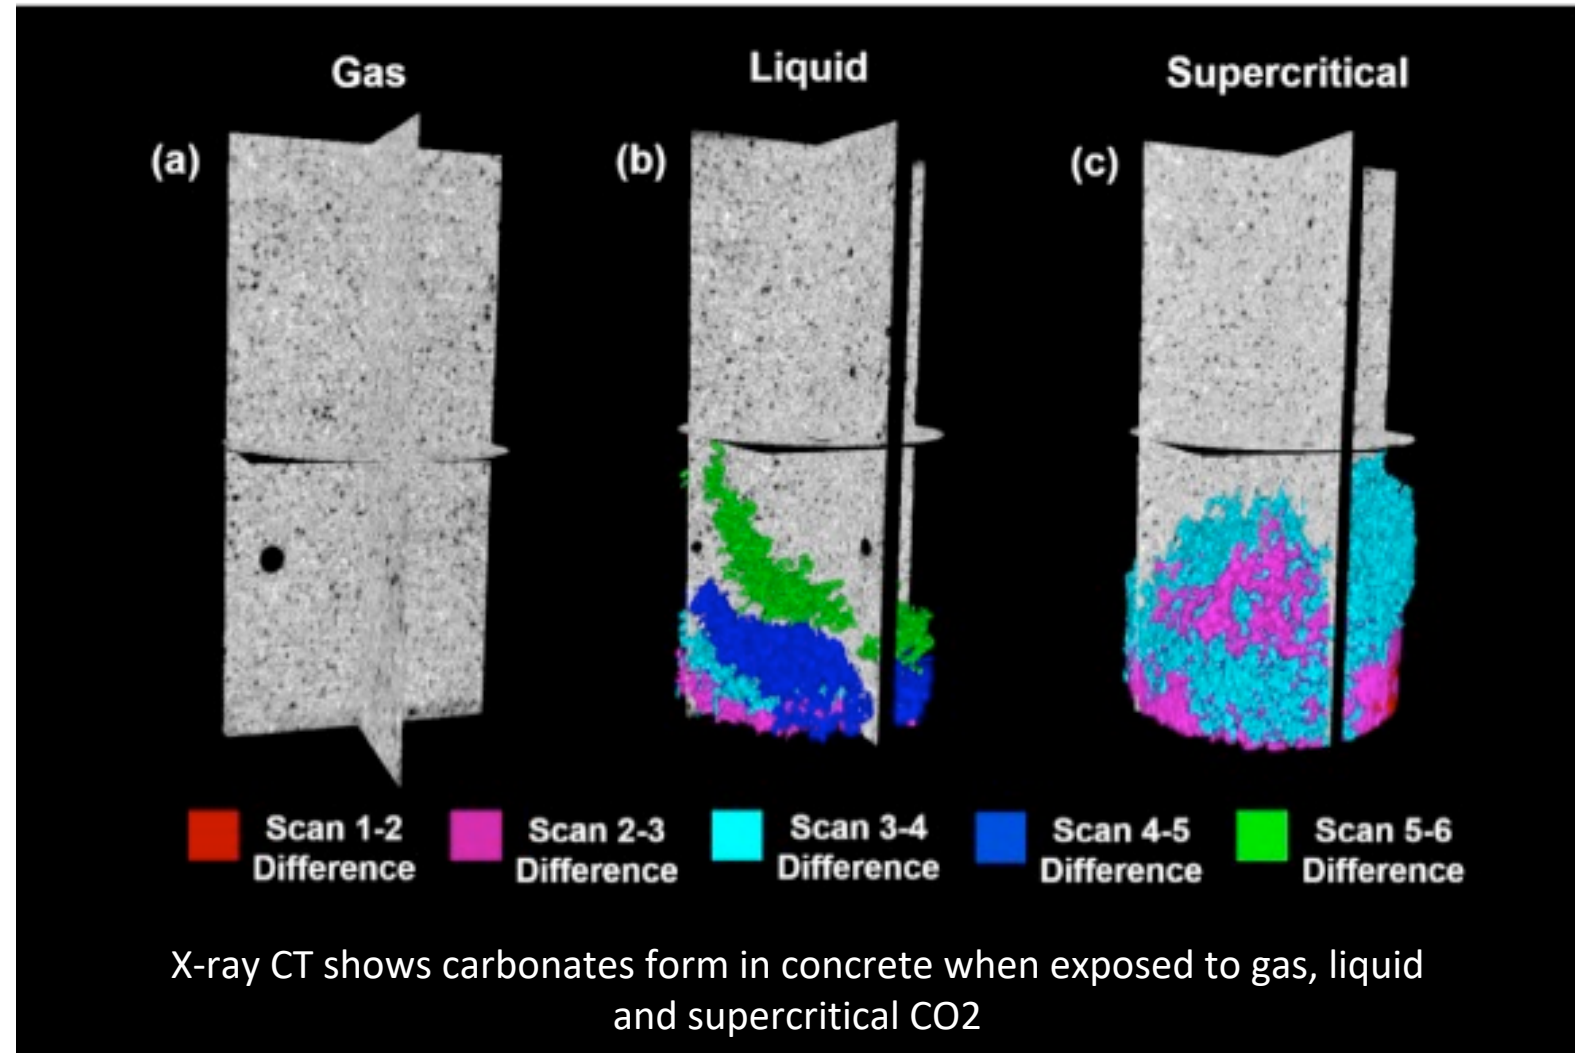 Gas
Liquid
Supercritical
(a)
(b)
(c)
Scan 1-2
Difference
Scan 2-3
Difference
Scan 3-4
Difference
Scan 4-5
Difference
Scan 5-6
Difference
X-ray CT shows carbonates form in concrete when exposed to gas, liquid
and supercritical CO2